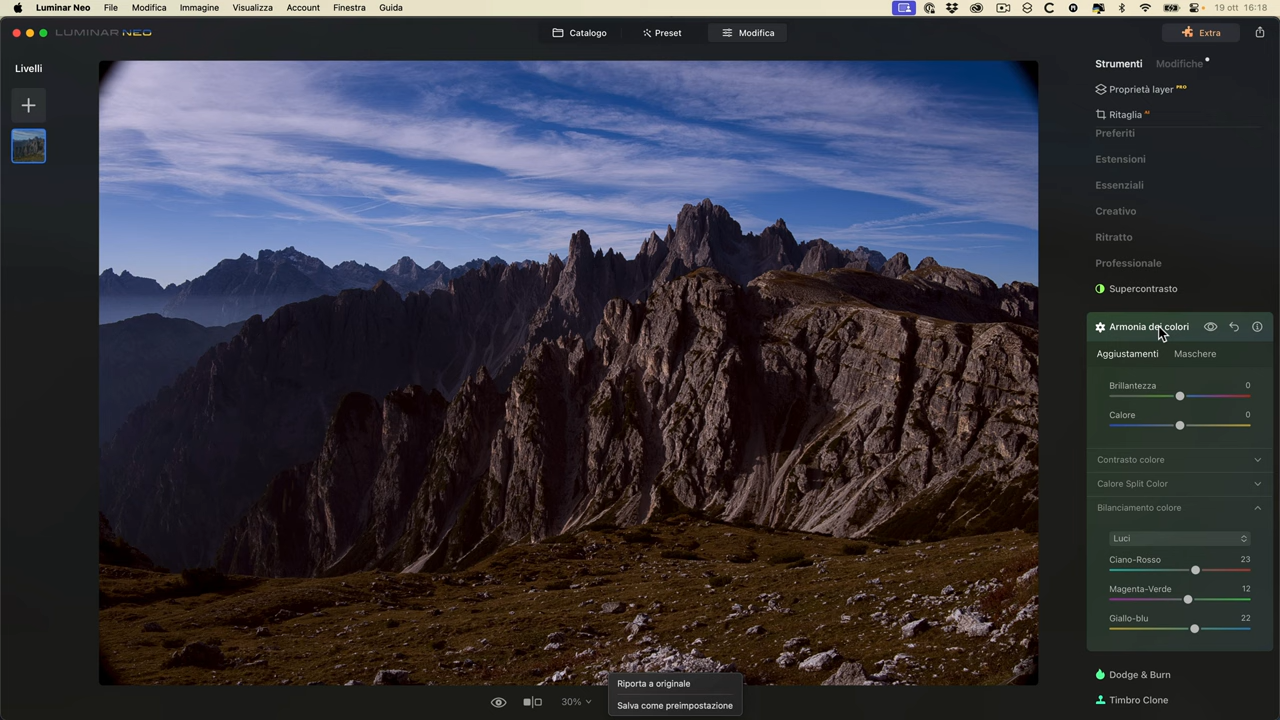 Luminar Neo File Modifica Immagine Visualizza Account Finestra Guida 19 ott 16:18
LUMINAR NEO Catalogo Preset Modifica Extra
Livelli
Strumenti Modifiche
Proprietà layer PRO
Ritaglia AI
Preferiti
Estensioni
Essenziali
Creativo
Ritratto
Professionale
Supercontrasto
Armonia dei colori
Aggiustamenti Maschere
Brillantezza 0
Calore 0
Contrasto colore
Calore Split Color
Bilanciamento colore
Luci
Ciano-Rosso 23
Magenta-Verde 12
Giallo-blu 22
Dodge & Burn
Timbro Clone
30%
Riporta a originale
Salva come preimpostazione